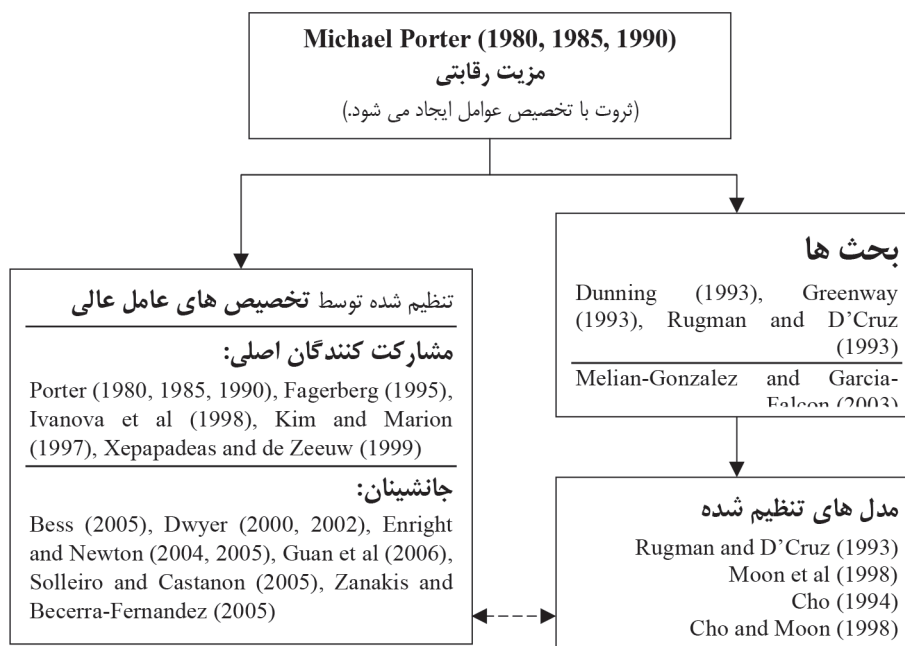 Michael Porter (1980, 1985, 1990)
مزیت رقابتی
(ثروت با تخصیص عوامل ایجاد می شود.)
بحث ها
Dunning (1993), Greenway
(1993), Rugman and D’Cruz
(1993)
Melian-Gonzalez and Garcia-
Falcon (2003)
تنظیم شده توسط تخصیص های عامل عالی
مشارکت کنندگان اصلی:
Porter (1980, 1985, 1990), Fagerberg (1995),
Ivanova et al (1998), Kim and Marion
(1997), Xepapadeas and de Zeeuw (1999)
جانشینان:
Bess (2005), Dwyer (2000, 2002), Enright
and Newton (2004, 2005), Guan et al (2006),
Solleiro and Castanon (2005), Zanakis and
Becerra-Fernandez (2005)
مدل های تنظیم شده
Rugman and D’Cruz (1993)
Moon et al (1998)
Cho (1994)
Cho and Moon (1998)